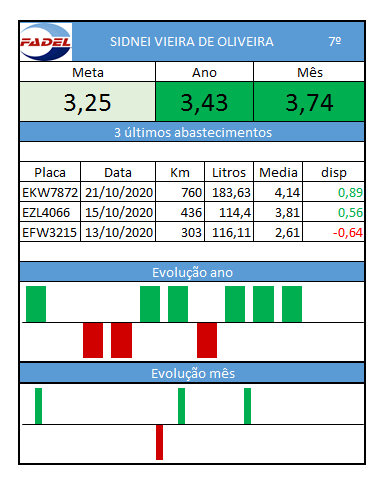 FADEL SIDNEI VIEIRA DE OLIVEIRA 7º
Meta Ano Mês
3,25 3,43 3,74
3 últimos abastecimentos
Placa Data Km Litros Media disp
EKW7872 21/10/2020 760 183,63 4,14 0,89
EZL4066 15/10/2020 436 114,4 3,81 0,56
EFW3215 13/10/2020 303 116,11 2,61 -0,64
Evolução ano
Evolução mês